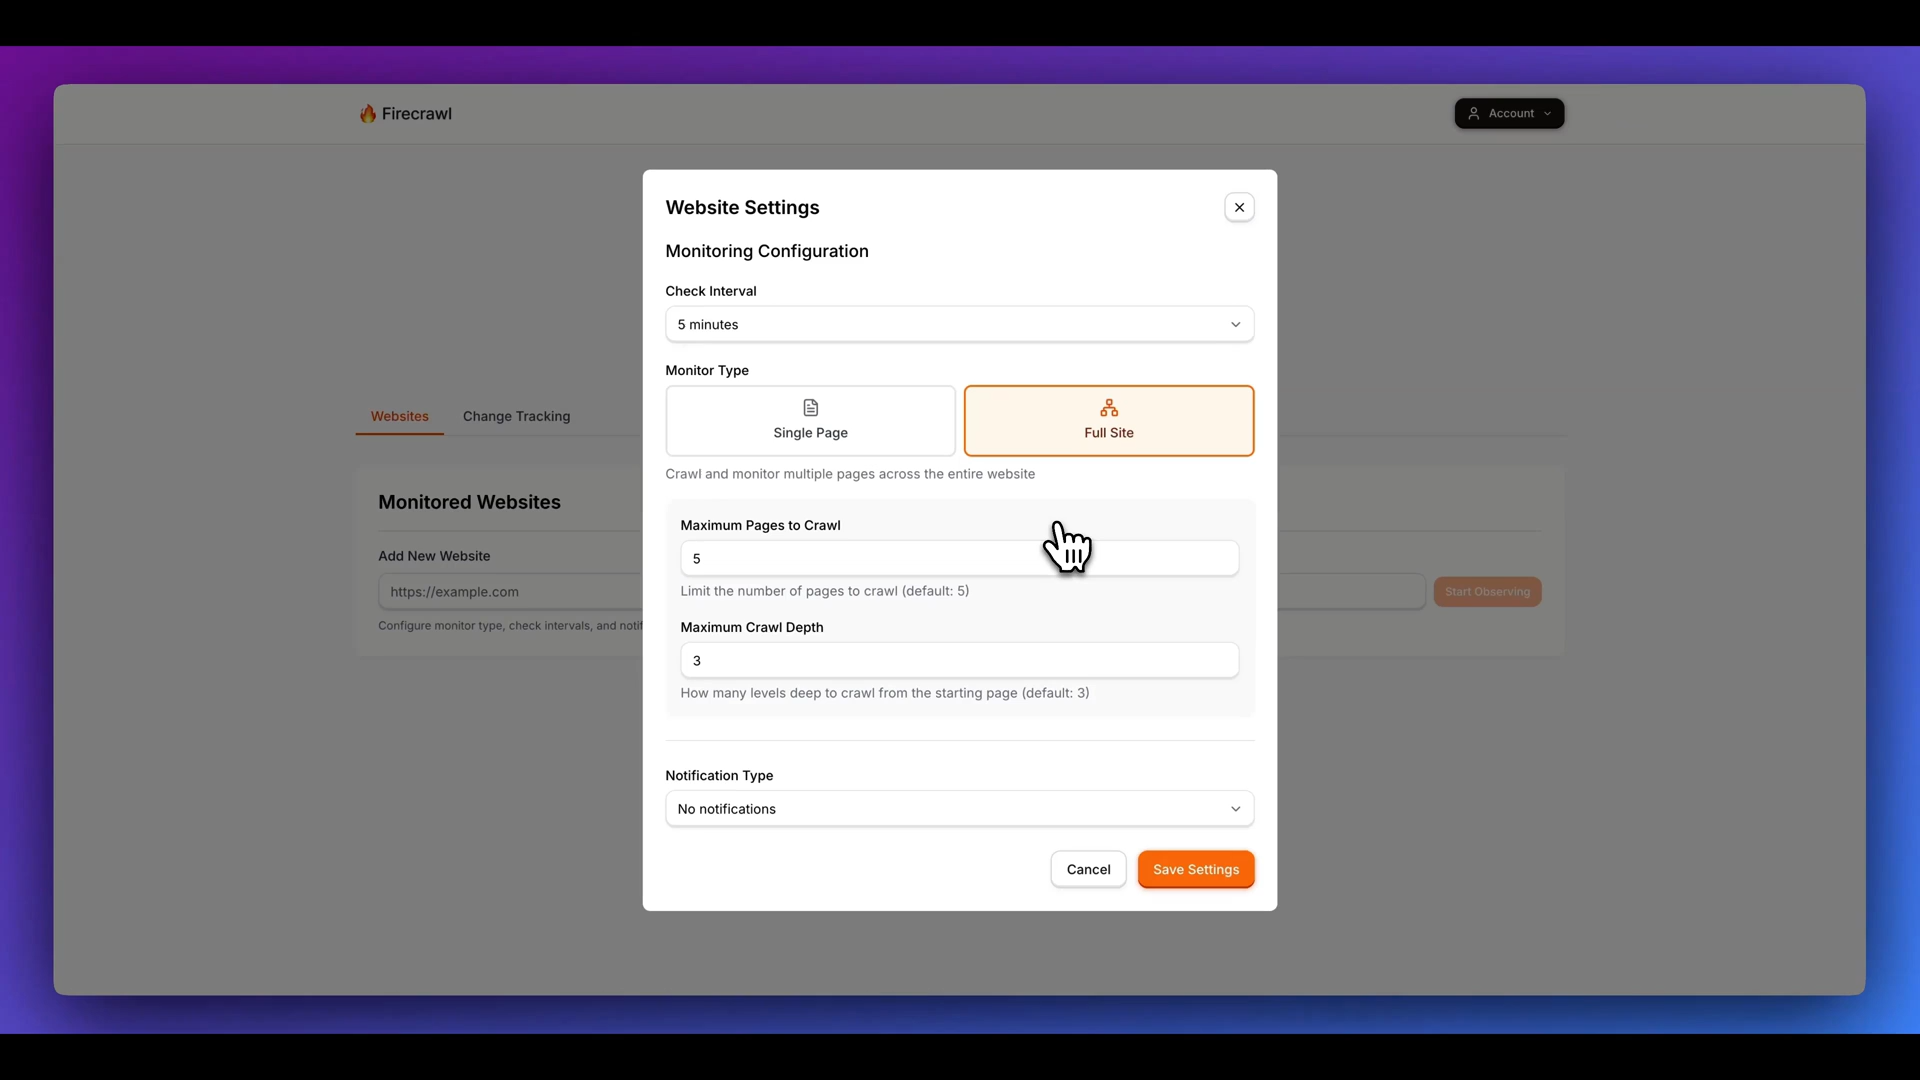 Firecrawl
Account
Website Settings
Monitoring Configuration
Check Interval
5 minutes
Monitor Type
Single Page
Full Site
Crawl and monitor multiple pages across the entire website
Maximum Pages to Crawl
5
Limit the number of pages to crawl (default: 5)
Maximum Crawl Depth
3
How many levels deep to crawl from the starting page (default: 3)
Notification Type
No notifications
Cancel
Save Settings
Websites
Change Tracking
Monitored Websites
Add New Website
https://example.com
Start Observing
Configure monitor type, check intervals, and